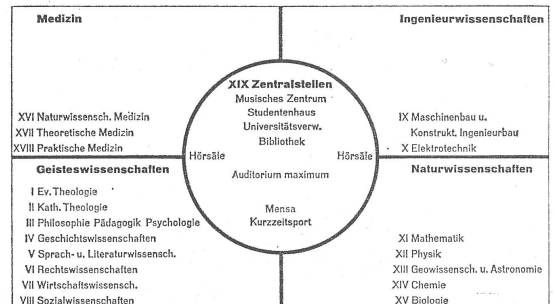 Medizin
XVI Naturwissensch. Medizin
XVII Theoretische Medizin
XVIII Praktische Medizin
Ingenieurwissenschaften
IX Maschinenbau u.
Konstrukt. Ingenieurbau
X Elektrotechnik
XIX Zentralstellen
Musisches Zentrum
Studentenhaus
Universitätsverw.
Bibliothek
Hörsäle
Hörsäle
Auditorium maximum
Mensa
Kurzzeitsport
Geisteswissenschaften
I Ev. Theologie
II Kath. Theologie
III Philosophie Pädagogik Psychologie
IV Geschichtswissenschaften
V Sprach- u. Literaturwissensch.
VI Rechtswissenschaften
VII Wirtschaftswissensch.
VIII Sozialwissenschaften
Naturwissenschaften
XI Mathematik
XII Physik
XIII Geowissensch. u. Astronomie
XIV Chemie
XV Biologie